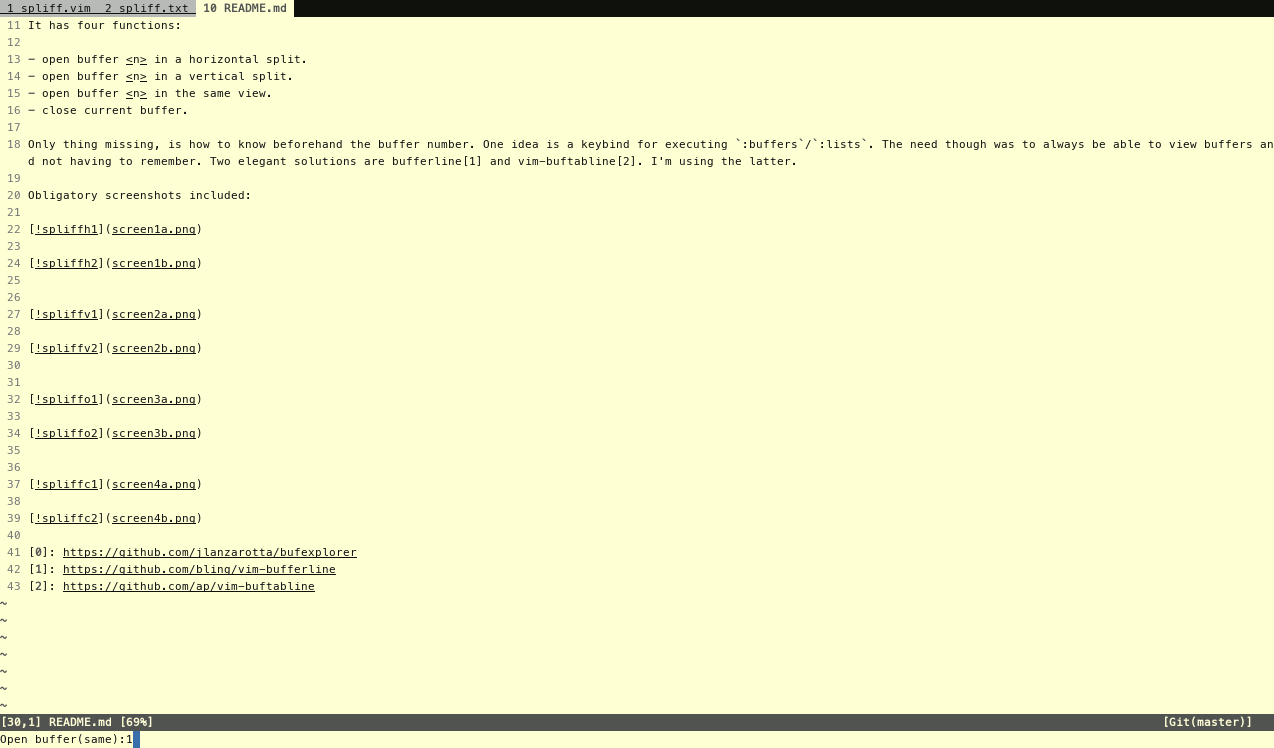 1 spliff.vim 2 spliff.txt 10 README.md
11 It has four functions:
12
13 - open buffer <n> in a horizontal split.
14 - open buffer <n> in a vertical split.
15 - open buffer <n> in the same view.
16 - close current buffer.
17
18 Only thing missing, is how to know beforehand the buffer number. One idea is a keybind for executing `:buffers`/`:lists`. The need though was to always be able to view buffers an
d not having to remember. Two elegant solutions are bufferline[1] and vim-buftabline[2]. I'm using the latter.
19
20 Obligatory screenshots included:
21
22 [!spliffh1](screen1a.png)
23
24 [!spliffh2](screen1b.png)
25
26
27 [!spliffv1](screen2a.png)
28
29 [!spliffv2](screen2b.png)
30
31
32 [!spliffo1](screen3a.png)
33
34 [!spliffo2](screen3b.png)
35
36
37 [!spliffc1](screen4a.png)
38
39 [!spliffc2](screen4b.png)
40
41 [0]: https://github.com/jlanzarotta/bufexplorer
42 [1]: https://github.com/bling/vim-bufferline
43 [2]: https://github.com/ap/vim-buftabline
~
~
~
~
~
~
~
[30,1] README.md [69%] [Git(master)]
Open buffer(same):1